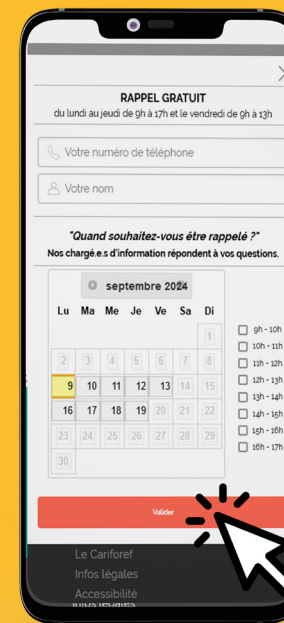 RAPPEL GRATUIT
du lundi au jeudi de 9h à 17h et le vendredi de 9h à 13h
Votre numéro de téléphone
Votre nom
"Quand souhaitez-vous être rappelé ?"
Nos chargé.e.s d'information répondent à vos questions.
septembre 2024
Lu Ma Me Je Ve Sa Di
1
2 3 4 5 6 7 8
9 10 11 12 13 14 15
16 17 18 19 20 21 22
23 24 25 26 27 28 29
30
9h - 10h
10h - 11h
11h - 12h
12h - 13h
13h - 14h
14h - 15h
15h - 16h
16h - 17h
Valider
Le Cariforef
Infos légales
Accessibilité
Infos légales